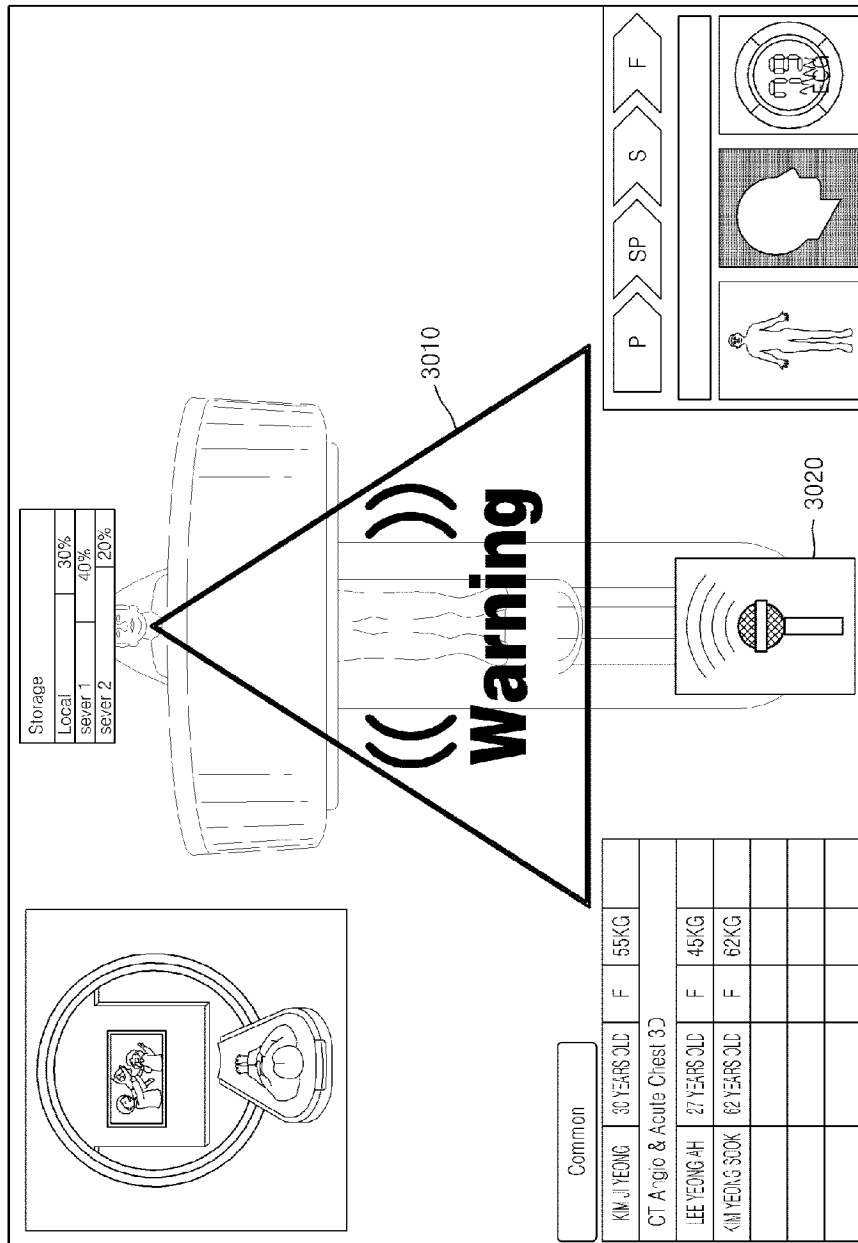 Storage
Local 30%
sever 1 40%
sever 2 20%
3010
Warning
3020
Common
KIM JI YEONG 30 YEARS OLD F 55KG
CT Angio & Acute Chest 3D
LEE YEONG AH 27 YEARS OLD F 45KG
KIM YEONG SOOK 62 YEARS OLD F 62KG
P SP S F